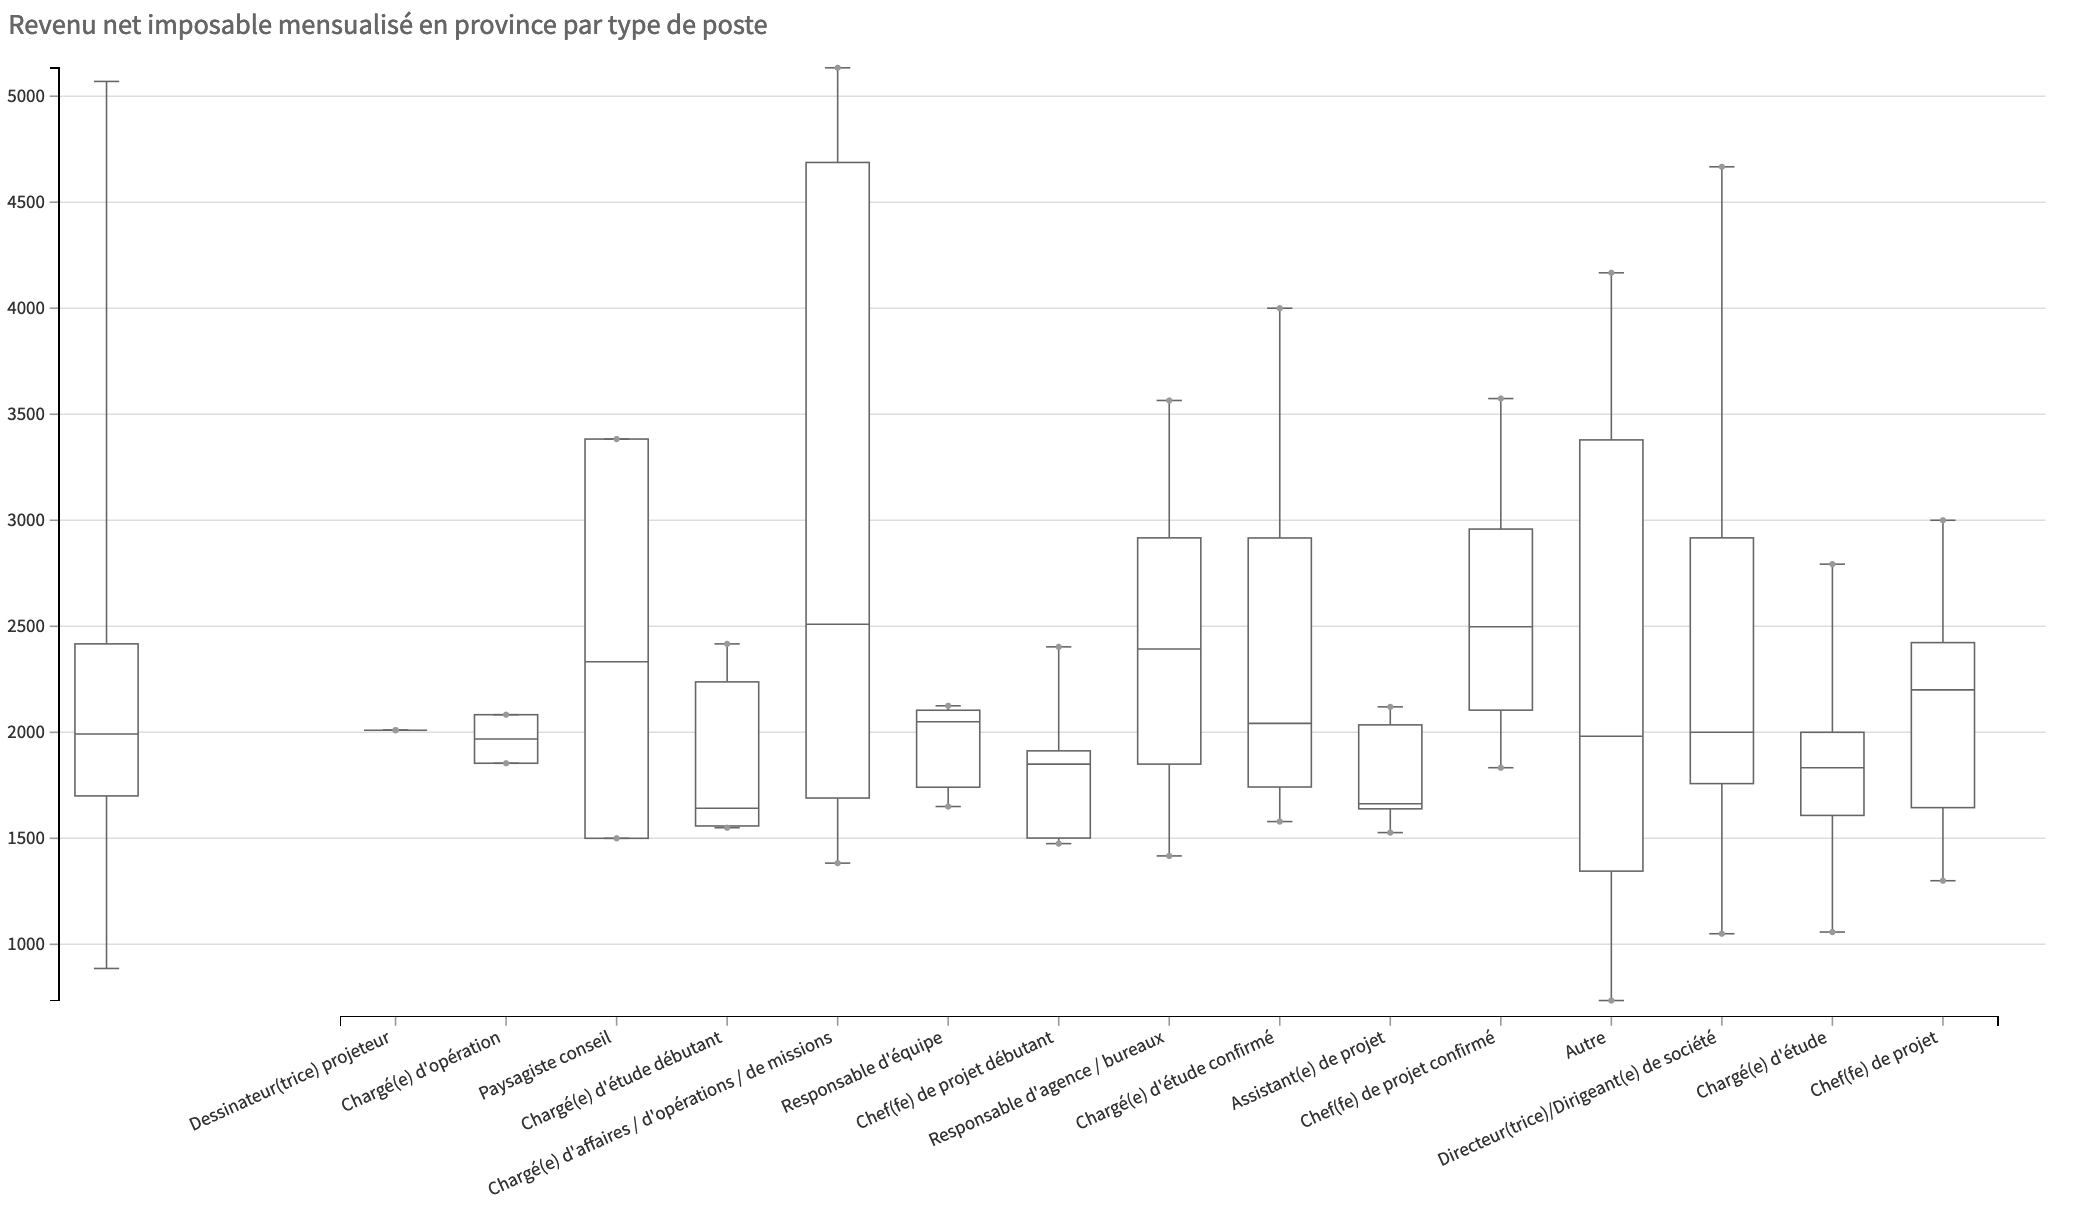 Revenu net imposable mensualisé en province par type de poste
5000
4500
4000
3500
3000
2500
2000
1500
1000
Dessinateur(trice) projeteur
Chargé(e) d'opération
Paysagiste conseil
Chargé(e) d'étude débutant
Chargé(e) d'affaires / d'opérations / de missions
Responsable d'équipe
Chef(fe) de projet débutant
Responsable d'agence / bureaux
Chargé(e) d'étude confirmé
Assistant(e) de projet
Chef(fe) de projet confirmé
Autre
Directeur(trice)/Dirigeant(e) de société
Chargé(e) d'étude
Chef(fe) de projet